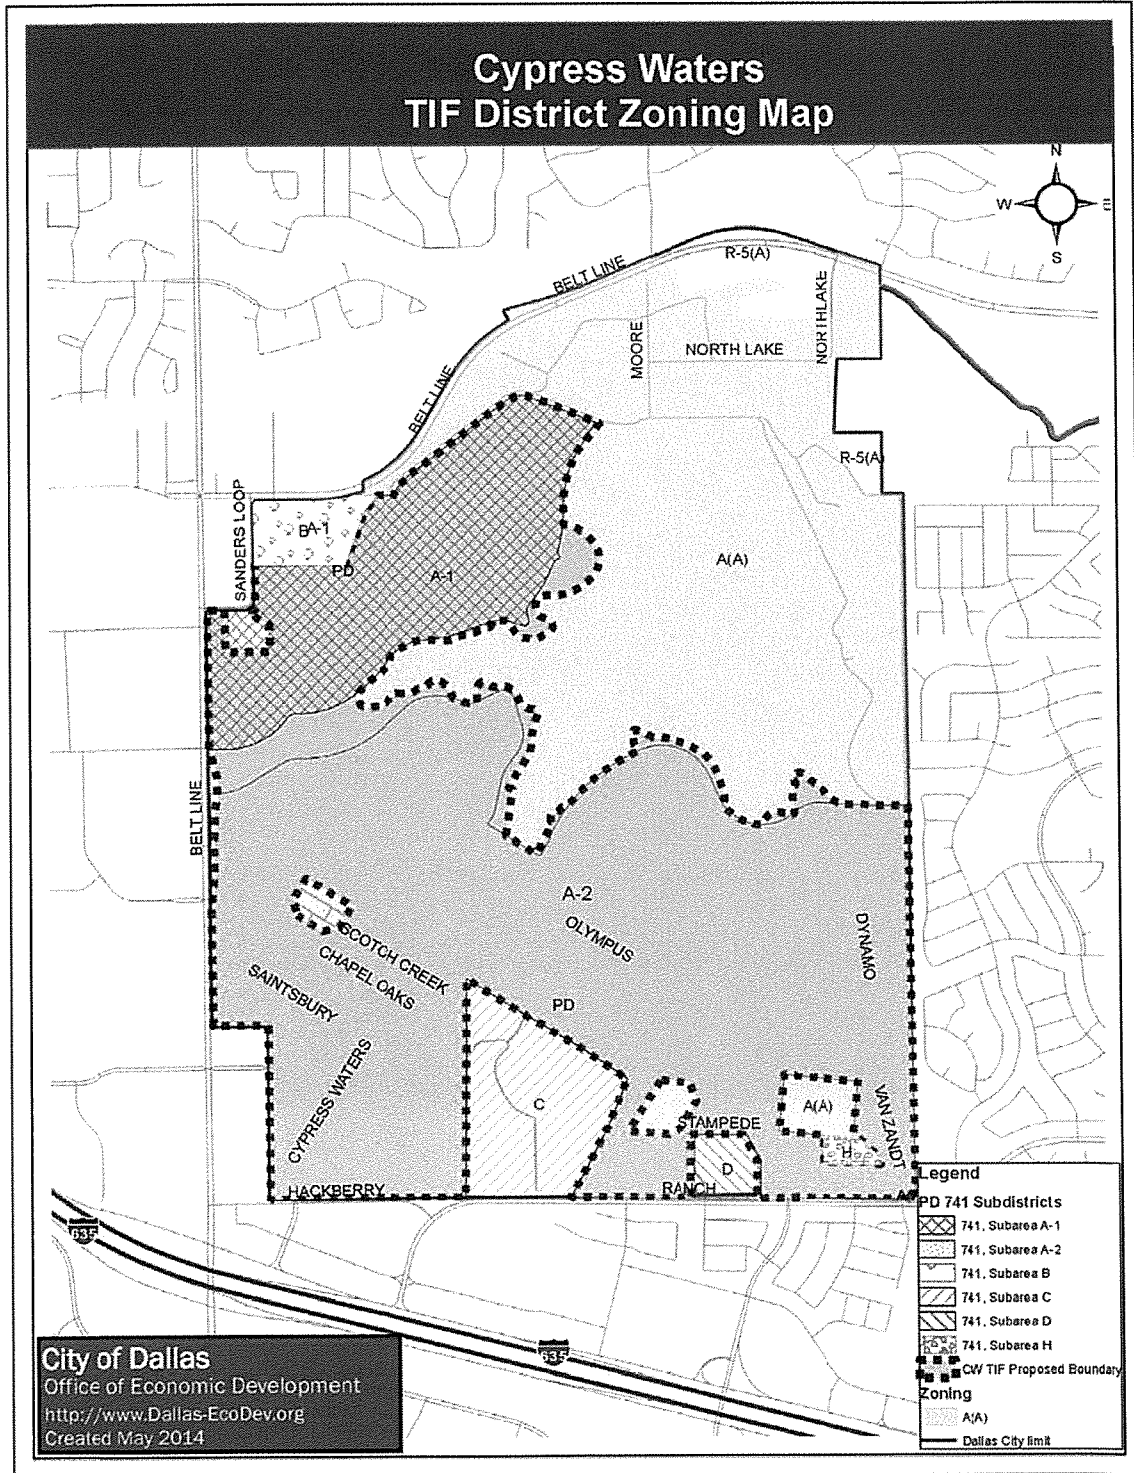 Cypress Waters
TIF District Zoning Map
N
W
E
S
R-5(A)
BELT LINE
NORTHLAKE
MOORE
NORTH LAKE
BELT LINE
R-5(A)
SANDERS LOOP
BA-1
A(A)
PD
A-1
BELT LINE
A-2
OLYMPUS
DYNAMO
SCOTCH CREEK
CHAPEL OAKS
SAINTSBURY
PD
CYPRESS WATERS
C
A(A)
VAN ZANDT
STAMPEDE
H
D
HACKBERRY
RANCH
Legend
PD 741 Subdistricts
741, Subarea A-1
741, Subarea A-2
741, Subarea B
741, Subarea C
741, Subarea D
741, Subarea H
CW TIF Proposed Boundary
Zoning
A(A)
Dallas City limit
635
635
City of Dallas
Office of Economic Development
http://www.Dallas-EcoDev.org
Created May 2014